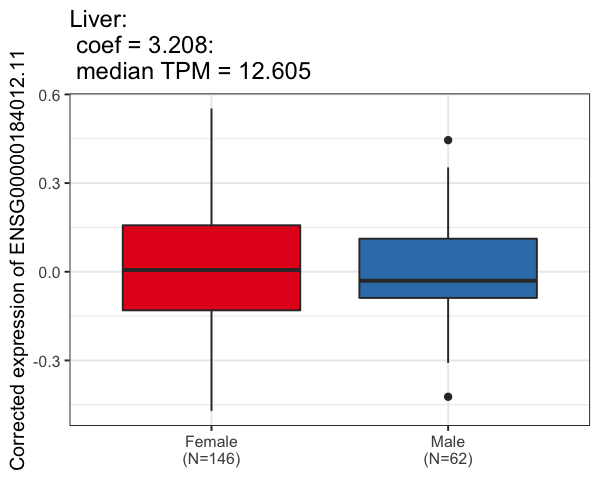 Liver:
coef = 3.208:
median TPM = 12.605
Corrected expression of ENSG00000184012.11
0.6
0.3
0.0
-0.3
Female
(N=146)
Male
(N=62)